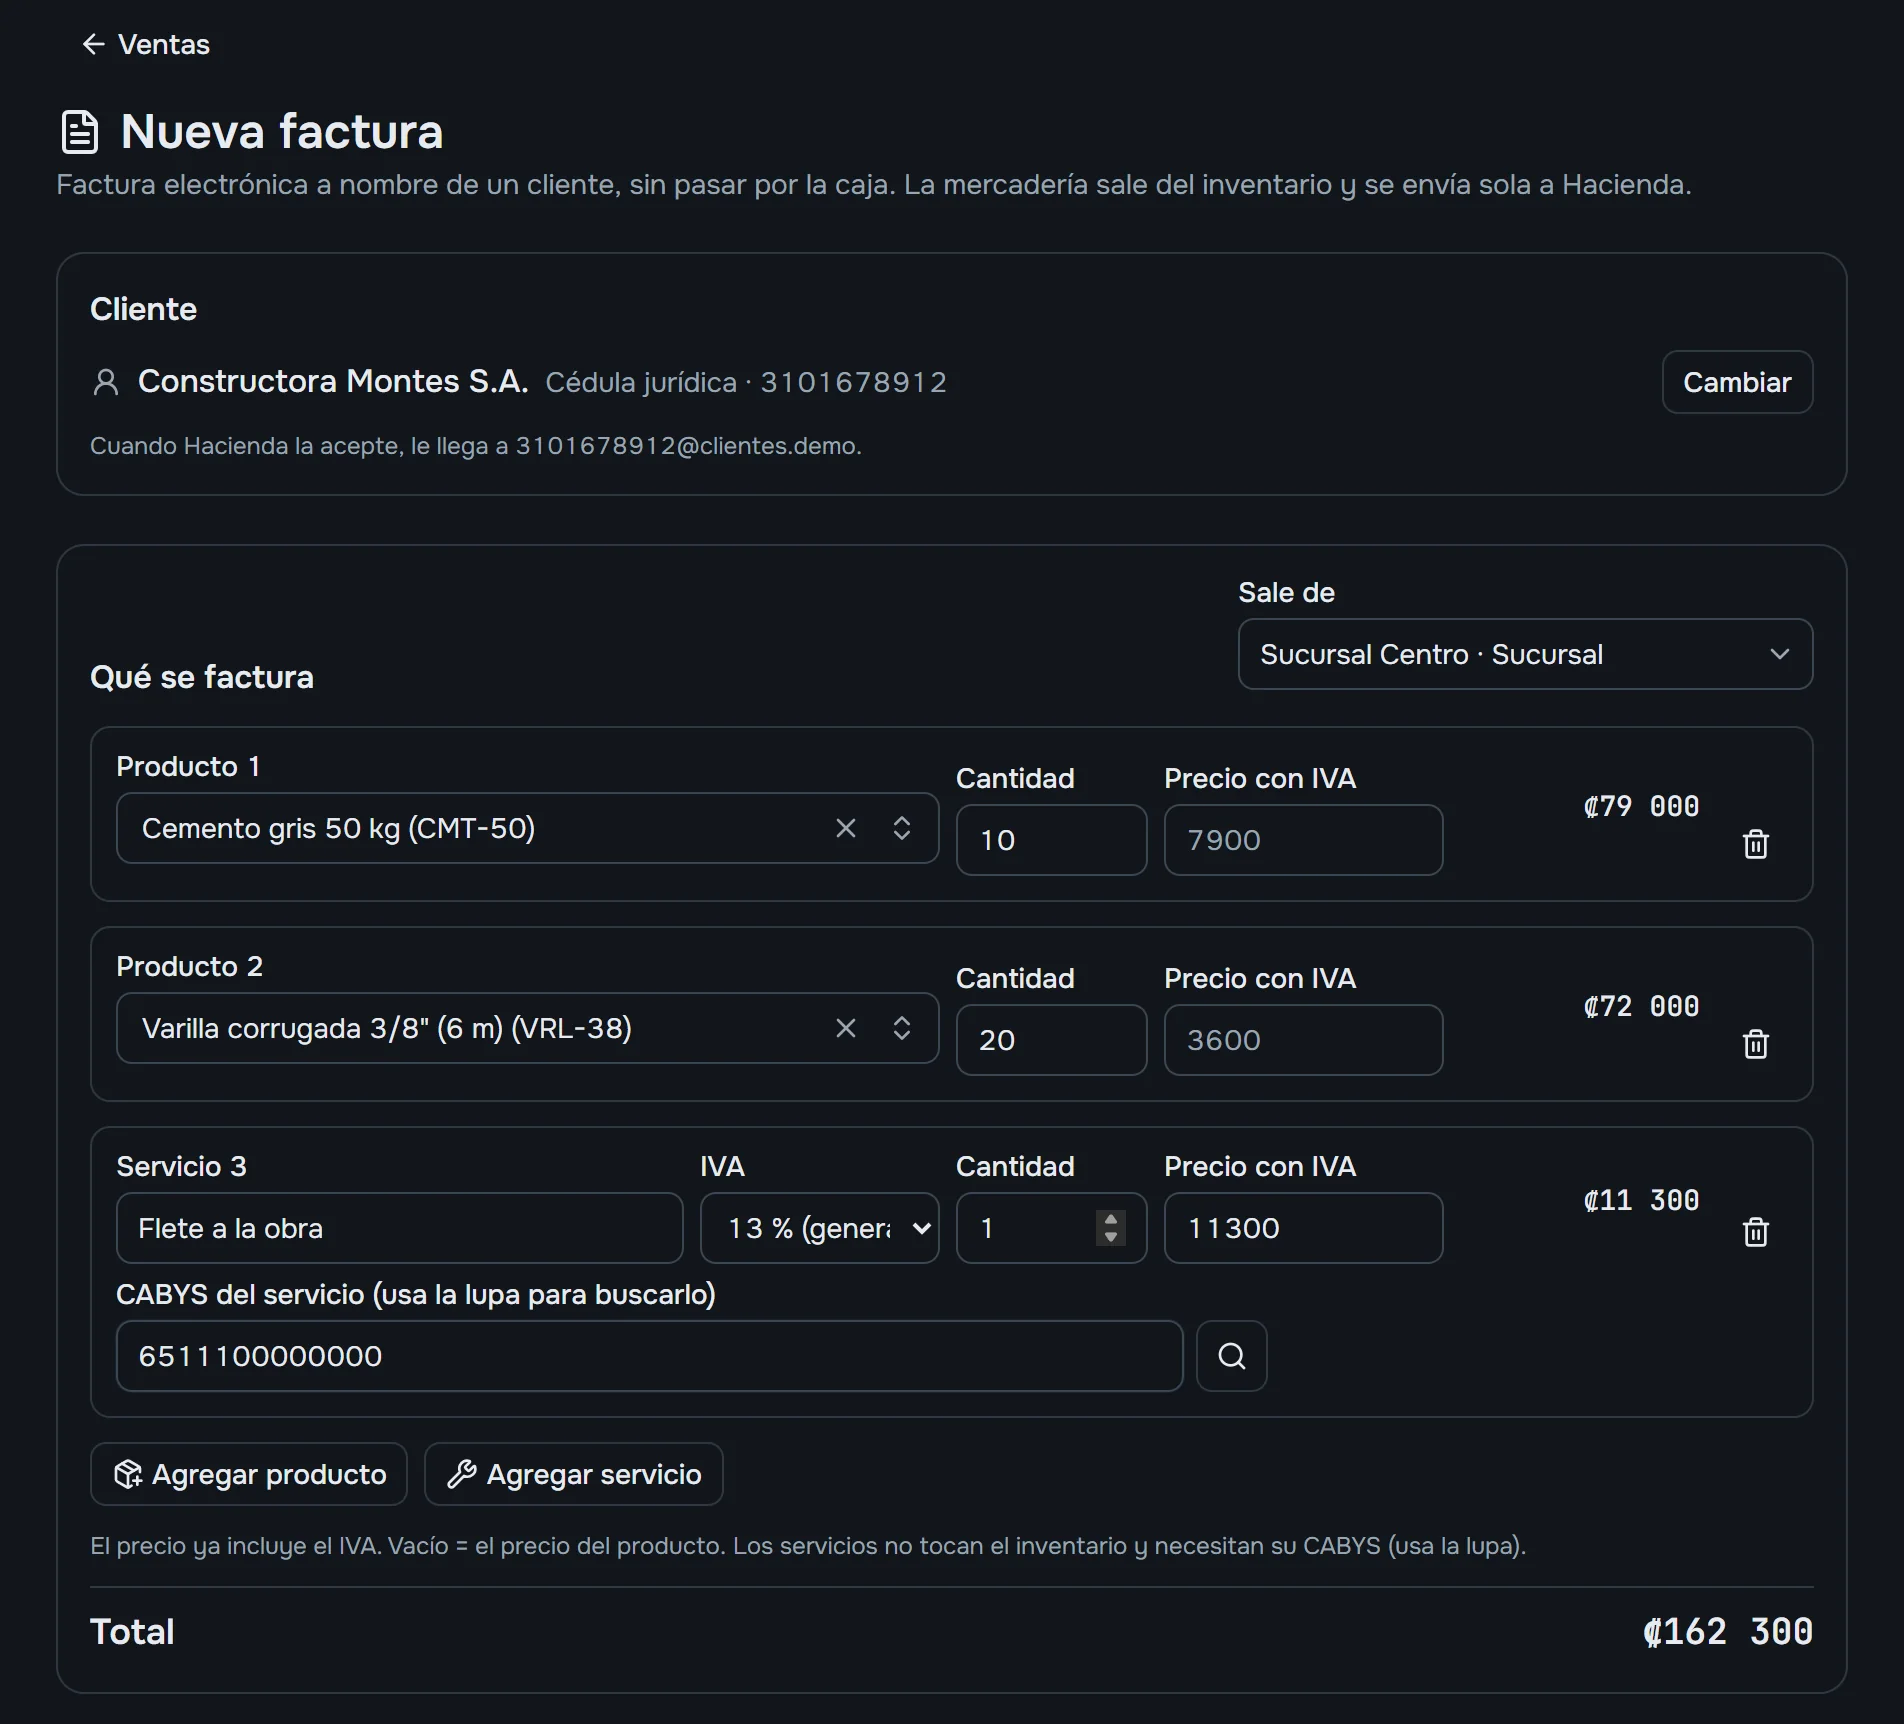 Ventas
Nueva factura
Factura electrónica a nombre de un cliente, sin pasar por la caja. La mercadería sale del inventario y se envía sola a Hacienda.
Cliente
Constructora Montes S.A. Cédula jurídica · 3101678912
Cambiar
Cuando Hacienda la acepte, le llega a 3101678912@clientes.demo.
Sale de
Sucursal Centro · Sucursal
Qué se factura
Producto 1
Cantidad
Precio con IVA
Cemento gris 50 kg (CMT-50)
10
7900
₡79 000
Producto 2
Cantidad
Precio con IVA
Varilla corrugada 3/8" (6 m) (VRL-38)
20
3600
₡72 000
Servicio 3
IVA
Cantidad
Precio con IVA
Flete a la obra
13 % (genera
1
11300
₡11 300
CABYS del servicio (usa la lupa para buscarlo)
6511100000000
Agregar producto
Agregar servicio
El precio ya incluye el IVA. Vacío = el precio del producto. Los servicios no tocan el inventario y necesitan su CABYS (usa la lupa).
Total
₡162 300